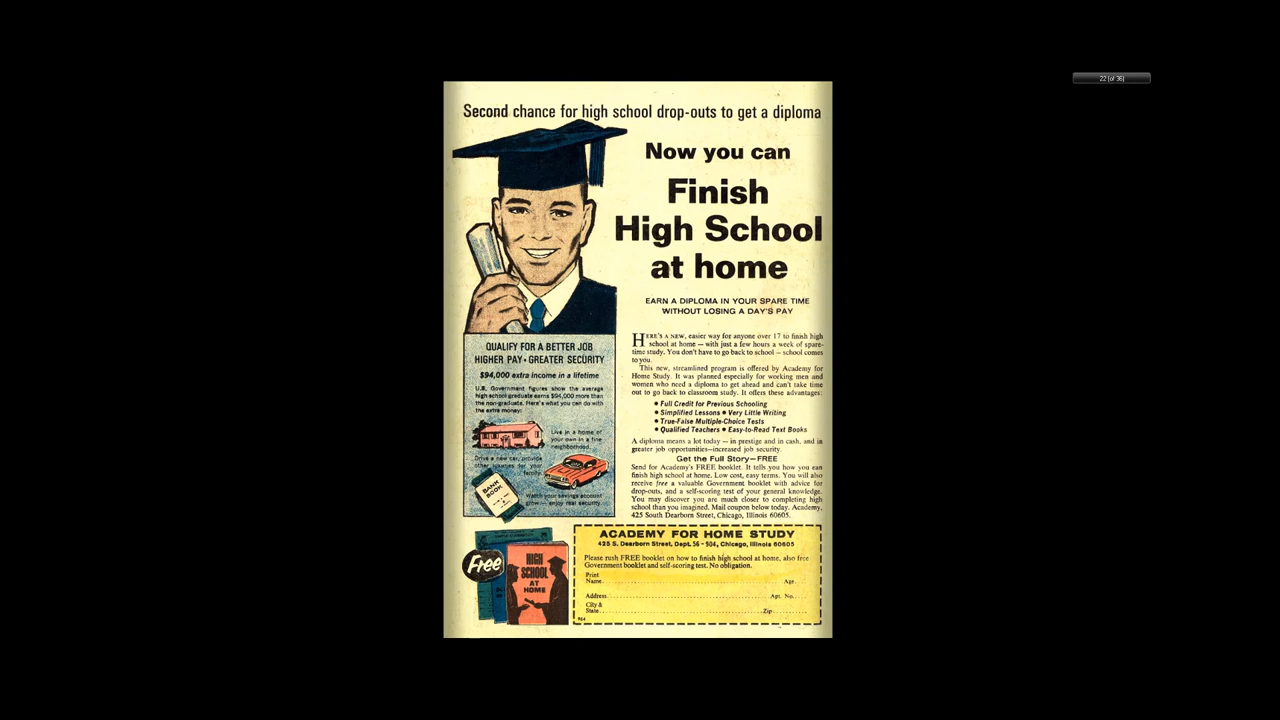 22 (of 36)
Second chance for high school drop-outs to get a diploma
Now you can
Finish
High School
at home
EARN A DIPLOMA IN YOUR SPARE TIME
WITHOUT LOSING A DAY'S PAY
QUALIFY FOR A BETTER JOB
HIGHER PAY • GREATER SECURITY
$94,000 extra income in a lifetime
U.S. Government figures show the average
high school graduate earns $94,000 more than
the non-graduate. Here's what you can do with
the extra money:
Live in a home of
your own in a fine
neighborhood.
Drive a new car, provide
other luxuries for your
family.
BANK
BOOK
Watch your savings account
grow — enjoy real security.
HERE'S A NEW, easier way for anyone over 17 to finish high
school at home — with just a few hours a week of spare-
time study. You don't have to go back to school — school comes
to you.
This new, streamlined program is offered by Academy for
Home Study. It was planned especially for working men and
women who need a diploma to get ahead and can't take time
out to go back to classroom study. It offers these advantages:
• Full Credit for Previous Schooling
• Simplified Lessons • Very Little Writing
• True-False Multiple-Choice Tests
• Qualified Teachers • Easy-to-Read Text Books
A diploma means a lot today — in prestige and in cash, and in
greater job opportunities—increased job security.
Get the Full Story—FREE
Send for Academy's FREE booklet. It tells you how you can
finish high school at home. Low cost, easy terms. You will also
receive free a valuable Government booklet with advice for
drop-outs, and a self-scoring test of your general knowledge.
You may discover you are much closer to completing high
school than you imagined. Mail coupon below today. Academy,
425 South Dearborn Street, Chicago, Illinois 60605.
Free
HIGH
SCHOOL
AT
HOME
ACADEMY FOR HOME STUDY
425 S. Dearborn Street, Dept. 56 - 904, Chicago, Illinois 60605
Please rush FREE booklet on how to finish high school at home, also free
Government booklet and self-scoring test. No obligation.
Print
Name Age
Address Apt. No.
City &
State Zip
964